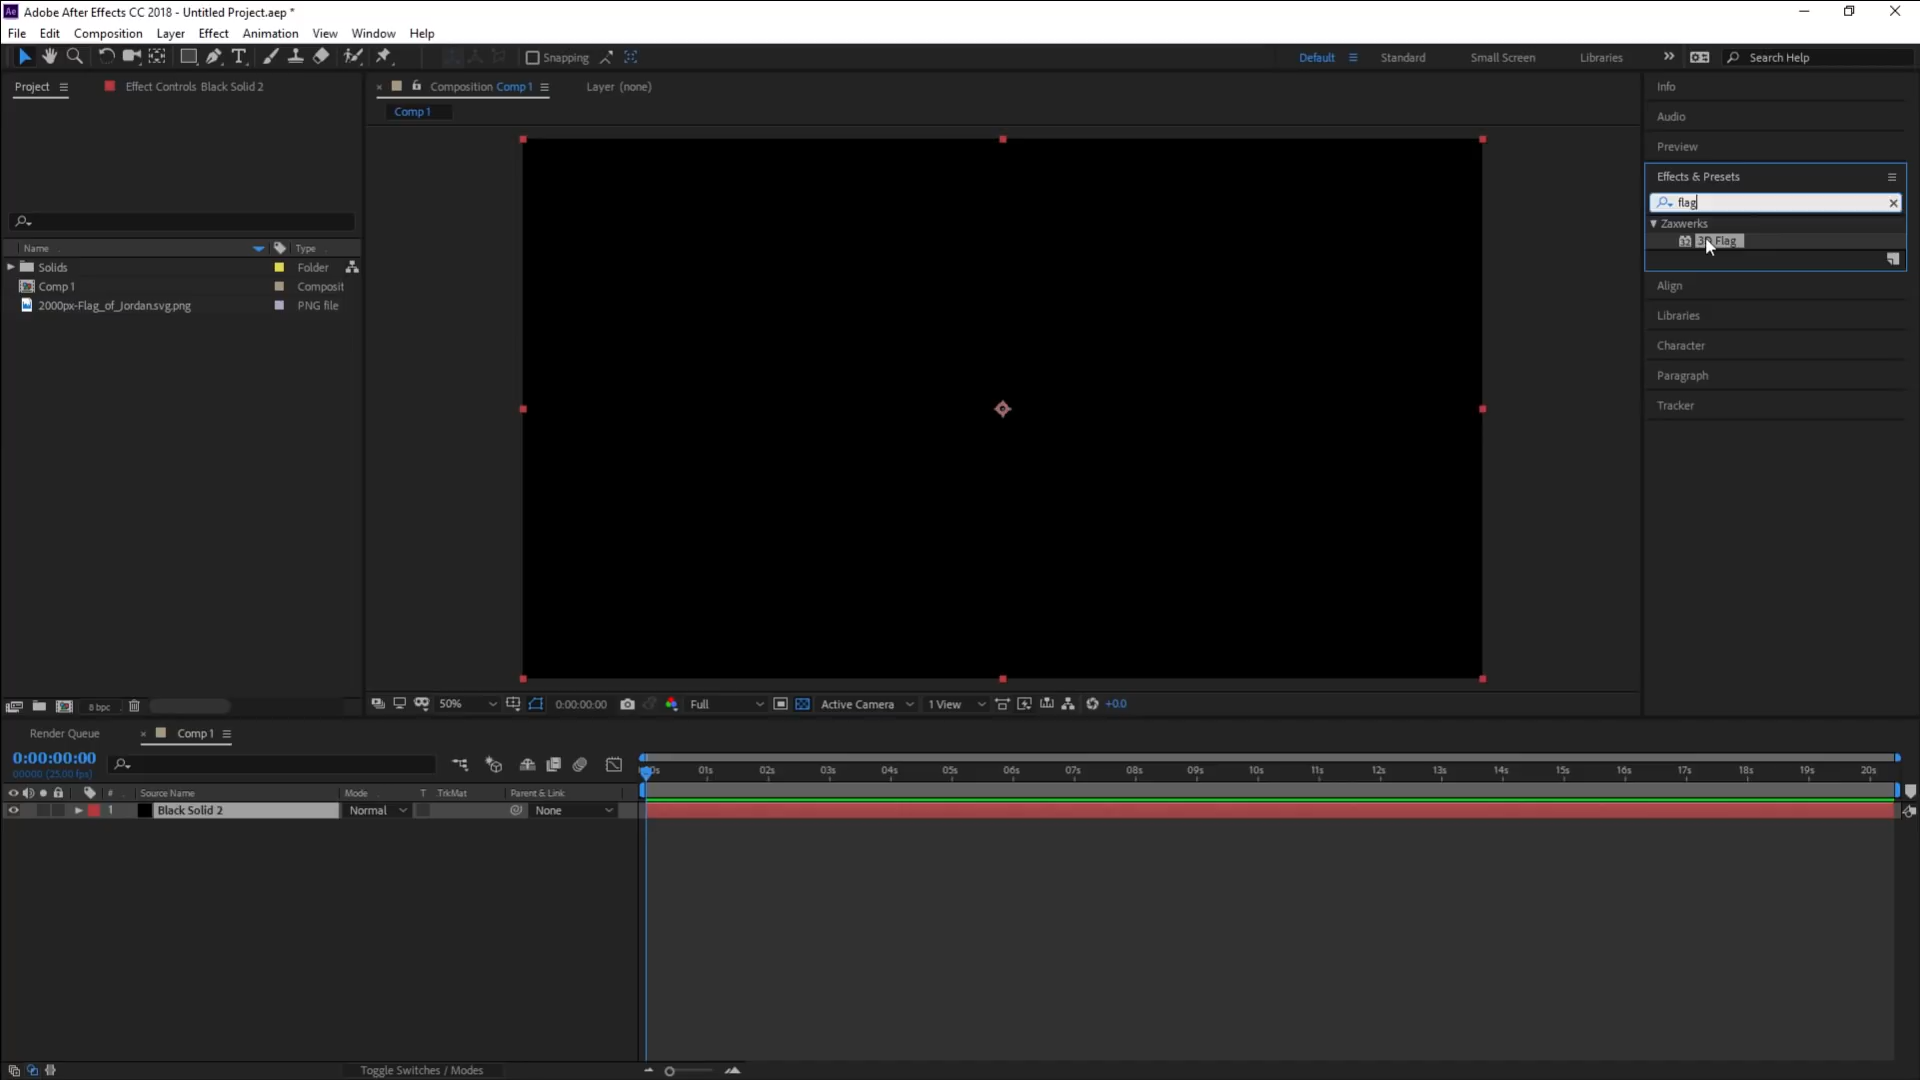 Adobe After Effects CC 2018 - Untitled Project.aep *
File Edit Composition Layer Effect Animation View Window Help
Snapping
Default Standard Small Screen Libraries Search Help
Project Effect Controls Black Solid 2
Composition Comp 1 Layer (none)
Comp 1
Name Type
Solids Folder
Comp 1 Composit
2000px-Flag_of_Jordan.svg.png PNG file
8 bpc
50% 0:00:00:00 Full Active Camera 1 View +0.0
Info
Audio
Preview
Effects & Presets
flag
Zaxwerks
3D Flag
Align
Libraries
Character
Paragraph
Tracker
Render Queue Comp 1
0:00:00:00
00000 (25.00 fps)
01s 02s 03s 04s 05s 06s 07s 08s 09s 10s 11s 12s 13s 14s 15s 16s 17s 18s 19s 20s
# Source Name Mode T TrkMat Parent & Link
1 Black Solid 2 Normal None
Toggle Switches / Modes